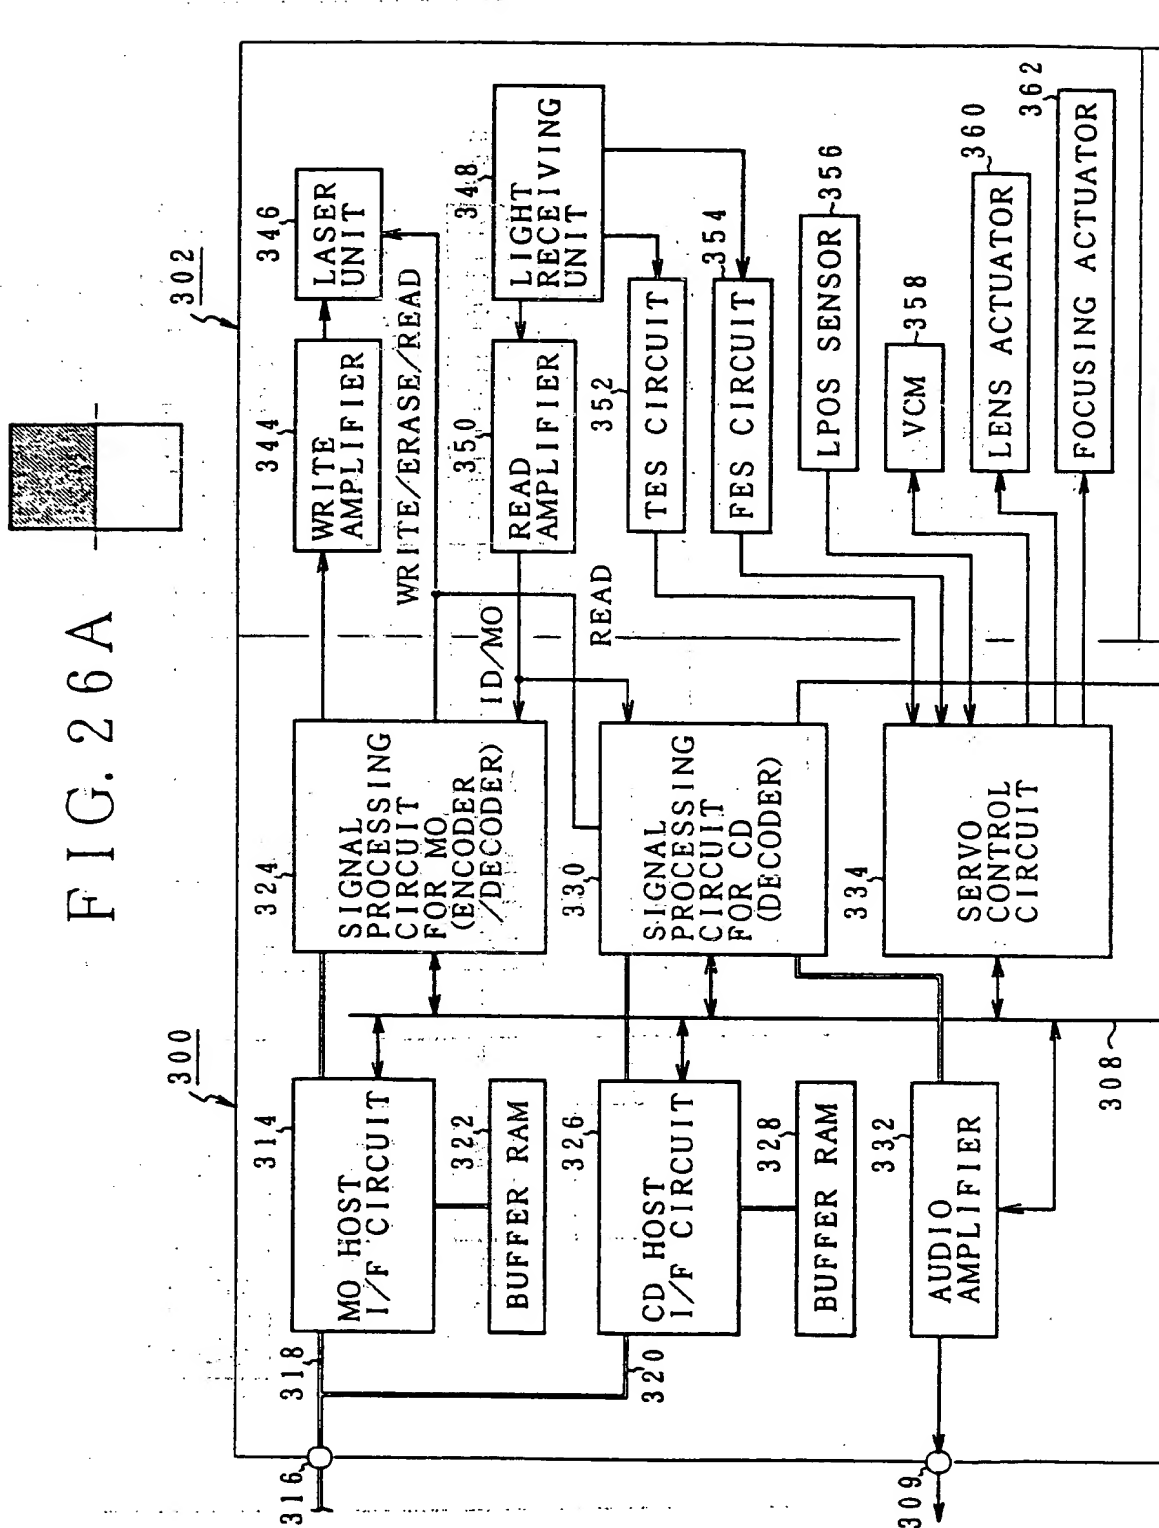 FIG. 26A
300
302
316
318
320
314
MO HOST
I/F CIRCUIT
322
BUFFER RAM
326
CD HOST
I/F CIRCUIT
328
BUFFER RAM
332
AUDIO
AMPLIFIER
309
308
324
SIGNAL
PROCESSING
CIRCUIT
FOR MO
(ENCODER
/DECODER)
330
SIGNAL
PROCESSING
CIRCUIT
FOR CD
(DECODER)
334
SERVO
CONTROL
CIRCUIT
ID/MO
READ
WRITE/ERASE/READ
344
WRITE
AMPLIFIER
346
LASER
UNIT
350
READ
AMPLIFIER
348
LIGHT
RECEIVING
UNIT
352
TES CIRCUIT
354
FES CIRCUIT
LPOS SENSOR
356
VCM
358
LENS ACTUATOR
360
FOCUSING ACTUATOR
362